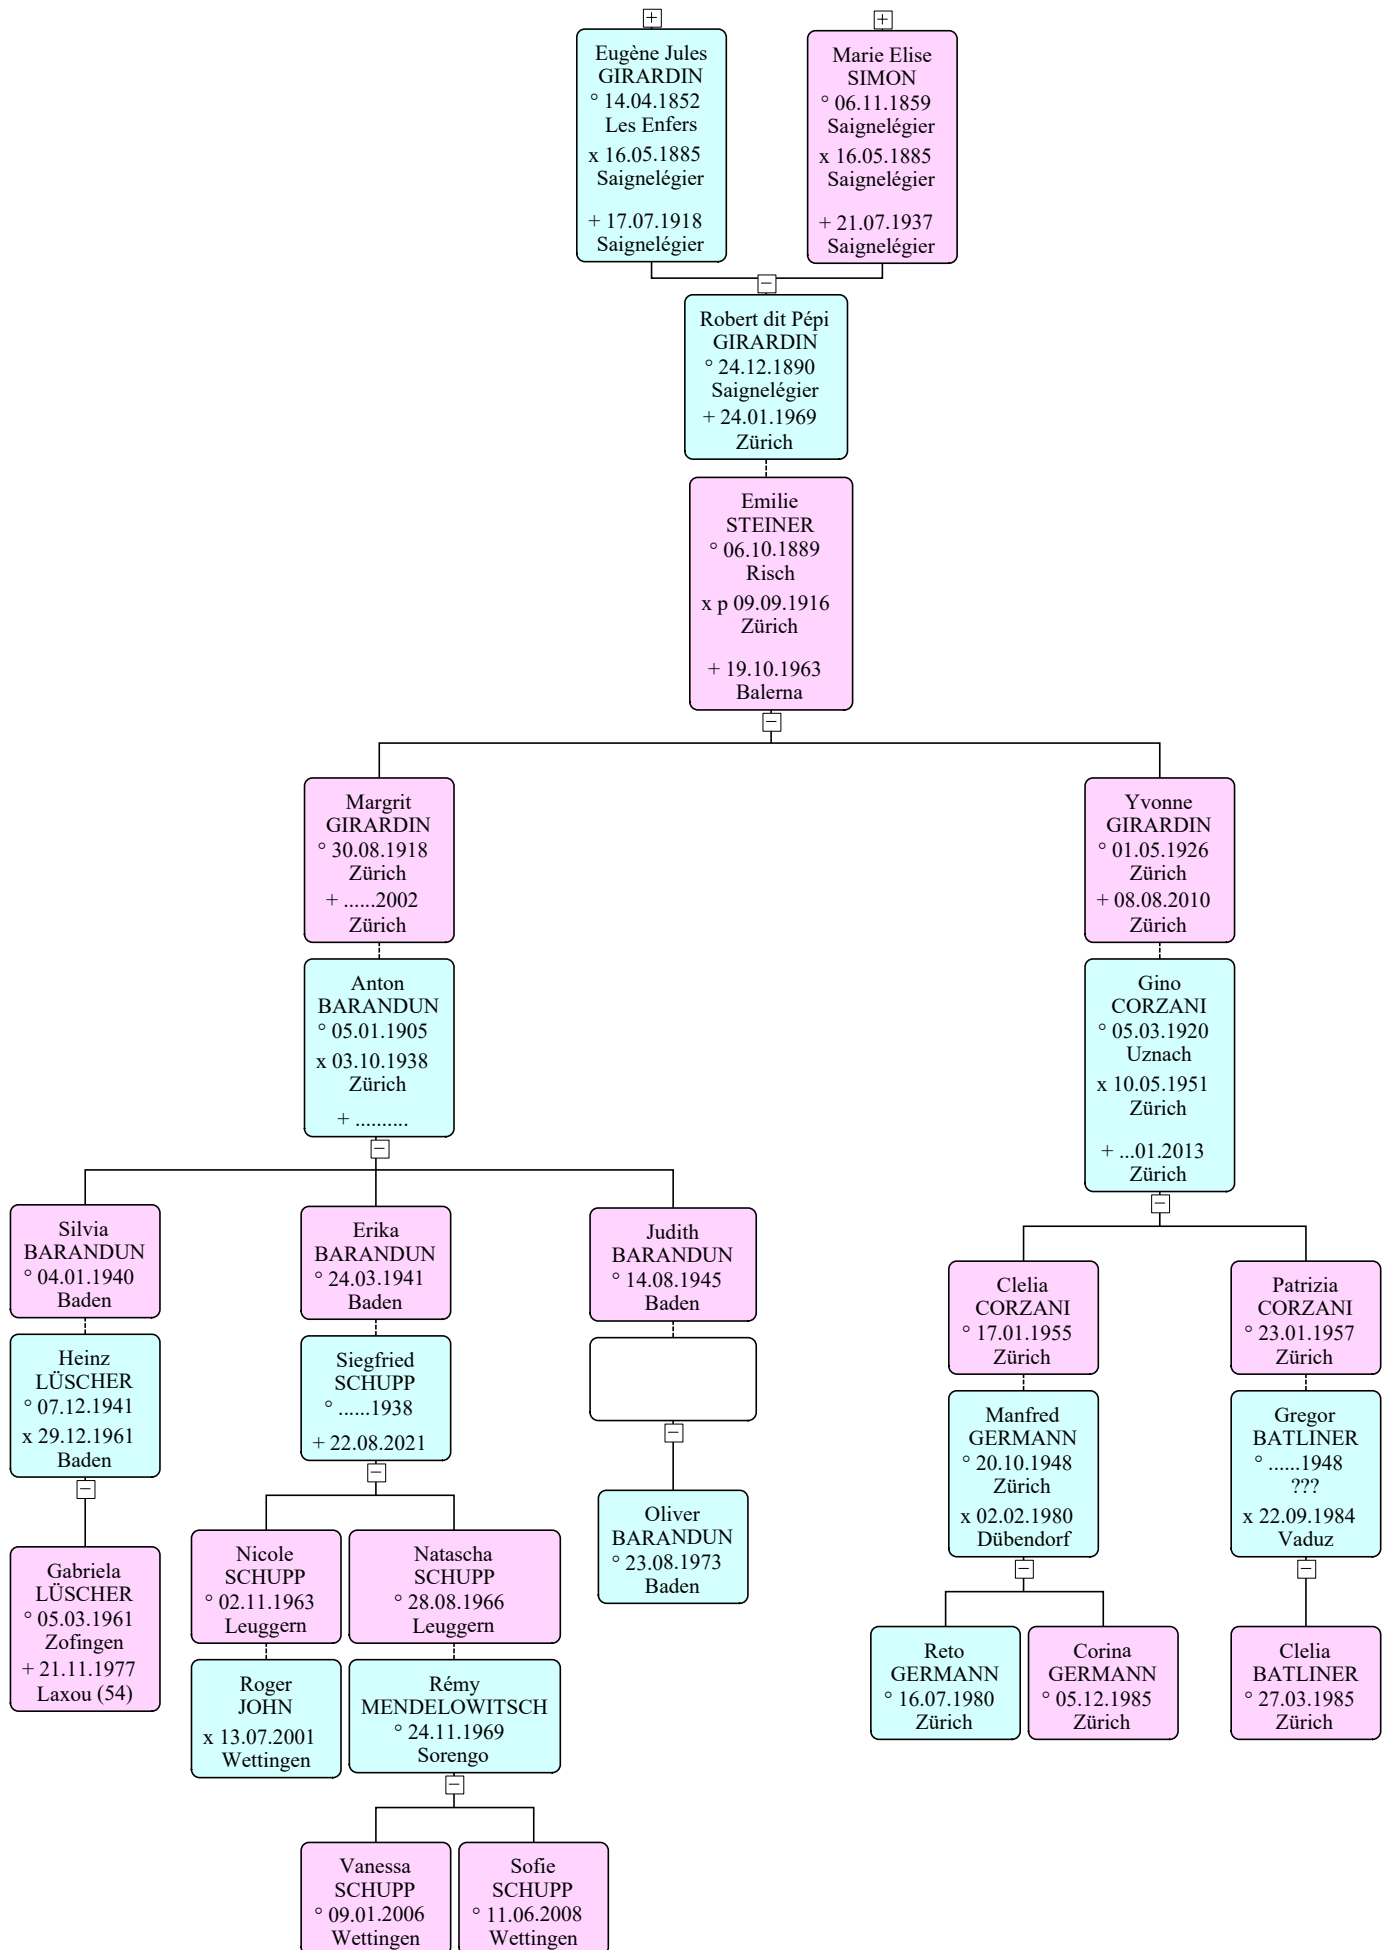 Eugène Jules
GIRARDIN
° 14.04.1852
Les Enfers
x 16.05.1885
Saignelégier
+ 17.07.1918
Saignelégier
Marie Elise
SIMON
° 06.11.1859
Saignelégier
x 16.05.1885
Saignelégier
+ 21.07.1937
Saignelégier
Robert dit Pépi
GIRARDIN
° 24.12.1890
Saignelégier
+ 24.01.1969
Zürich
Emilie
STEINER
° 06.10.1889
Risch
x p 09.09.1916
Zürich
+ 19.10.1963
Balerna
Margrit
GIRARDIN
° 30.08.1918
Zürich
+ ......2002
Zürich
Yvonne
GIRARDIN
° 01.05.1926
Zürich
+ 08.08.2010
Zürich
Anton
BARANDUN
° 05.01.1905
x 03.10.1938
Zürich
+ ..........
Gino
CORZANI
° 05.03.1920
Uznach
x 10.05.1951
Zürich
+ ...01.2013
Zürich
Silvia
BARANDUN
° 04.01.1940
Baden
Erika
BARANDUN
° 24.03.1941
Baden
Judith
BARANDUN
° 14.08.1945
Baden
Clelia
CORZANI
° 17.01.1955
Zürich
Patrizia
CORZANI
° 23.01.1957
Zürich
Heinz
LÜSCHER
° 07.12.1941
x 29.12.1961
Baden
Siegfried
SCHUPP
° ......1938
+ 22.08.2021
Manfred
GERMANN
° 20.10.1948
Zürich
x 02.02.1980
Dübendorf
Gregor
BATLINER
° ......1948
???
x 22.09.1984
Vaduz
Gabriela
LÜSCHER
° 05.03.1961
Zofingen
+ 21.11.1977
Laxou (54)
Nicole
SCHUPP
° 02.11.1963
Leuggern
Natascha
SCHUPP
° 28.08.1966
Leuggern
Oliver
BARANDUN
° 23.08.1973
Baden
Reto
GERMANN
° 16.07.1980
Zürich
Corina
GERMANN
° 05.12.1985
Zürich
Clelia
BATLINER
° 27.03.1985
Zürich
Roger
JOHN
x 13.07.2001
Wettingen
Rémy
MENDELOWITSCH
° 24.11.1969
Sorengo
Vanessa
SCHUPP
° 09.01.2006
Wettingen
Sofie
SCHUPP
° 11.06.2008
Wettingen